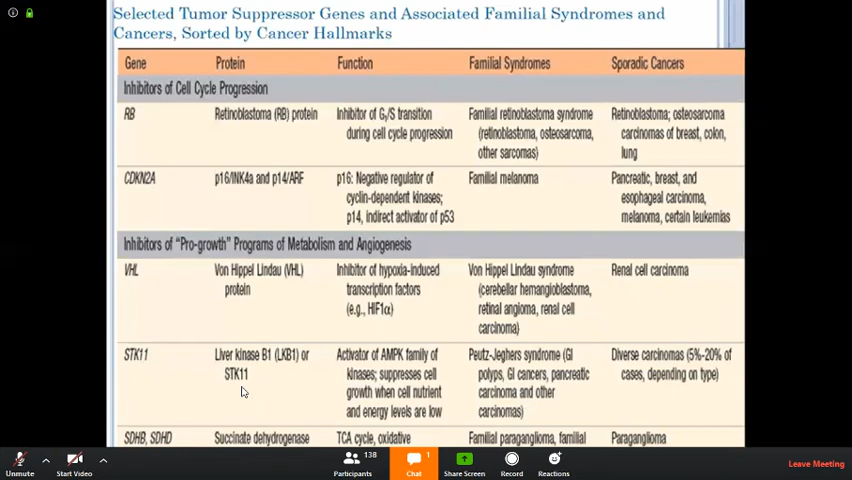 Selected Tumor Suppressor Genes and Associated Familial Syndromes and
Cancers, Sorted by Cancer Hallmarks
Gene Protein Function Familial Syndromes Sporadic Cancers
Inhibitors of Cell Cycle Progression
RB Retinoblastoma (RB) protein Inhibitor of G1/S transition Familial retinoblastoma syndrome Retinoblastoma; osteosarcoma
during cell cycle progression (retinoblastoma, osteosarcoma, carcinomas of breast, colon,
other sarcomas) lung
CDKN2A p16/INK4a and p14/ARF p16: Negative regulator of Familial melanoma Pancreatic, breast, and
cyclin-dependent kinases; esophageal carcinoma,
p14, indirect activator of p53 melanoma, certain leukemias
Inhibitors of "Pro-growth" Programs of Metabolism and Angiogenesis
VHL Von Hippel Lindau (VHL) Inhibitor of hypoxia-induced Von Hippel Lindau syndrome Renal cell carcinoma
protein transcription factors (cerebellar hemangioblastoma,
(e.g., HIF1α) retinal angioma, renal cell
carcinoma)
STK11 Liver kinase B1 (LKB1) or Activator of AMPK family of Peutz-Jeghers syndrome (GI Diverse carcinomas (5%-20% of
STK11 kinases; suppresses cell polyps, GI cancers, pancreatic cases, depending on type)
growth when cell nutrient carcinoma and other
and energy levels are low carcinomas)
SDHB, SDHD Succinate dehydrogenase TCA cycle, oxidative Familial paraganglioma, familial Paraganglioma
138 1
Unmute Start Video Participants Chat Share Screen Record Reactions Leave Meeting